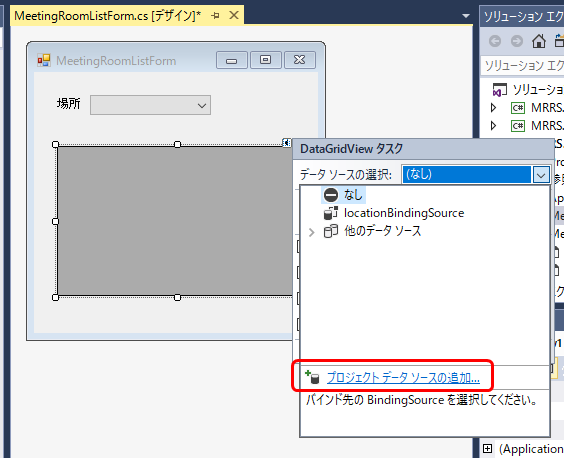 MeetingRoomListForm.cs [デザイン]*
ソリューション エクス
MeetingRoomListForm
ソリューション エク
ソリューショ
MRRS.
MRRS.
場所
DataGridView タスク
データ ソースの選択: (なし)
なし
locationBindingSource
他のデータ ソース
プロジェクト データ ソースの追加...
バインド先の BindingSource を選択してください。
(Application